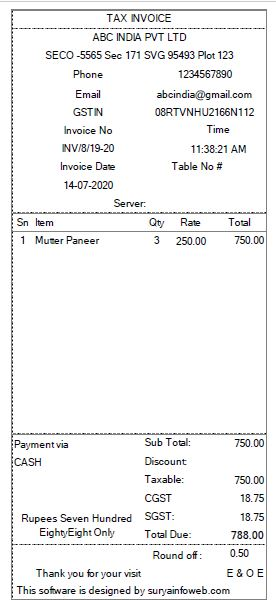 TAX INVOICE
ABC INDIA PVT LTD
SECO -5565 Sec 171 SVG 95493 Plot 123
Phone 1234567890
Email abcindia@gmail.com
GSTIN 08RTVNHU2166N112
Invoice No Time
INV/8/19-20 11:38:21 AM
Invoice Date Table No #
14-07-2020
Server:
Sn Item Qty Rate Total
1 Mutter Paneer 3 250.00 750.00
Payment via Sub Total: 750.00
CASH Discount:
Taxable: 750.00
CGST 18.75
Rupees Seven Hundred SGST: 18.75
EightyEight Only Total Due: 788.00
Round off : 0.50
Thank you for your visit E & O E
This software is designed by suryainfoweb.com